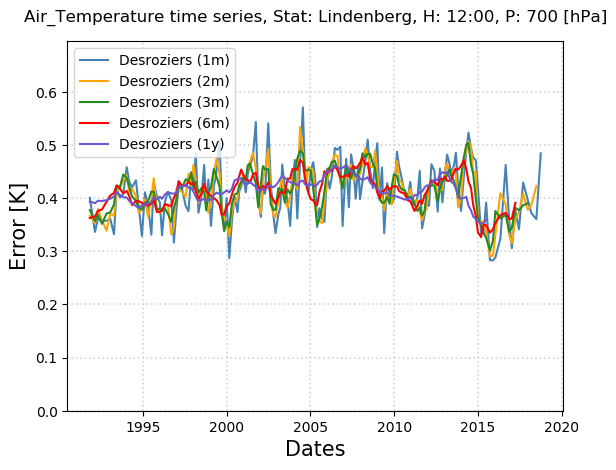 Air_Temperature time series, Stat: Lindenberg, H: 12:00, P: 700 [hPa]
Desroziers (1m)
Desroziers (2m)
Desroziers (3m)
Desroziers (6m)
Desroziers (1y)
0.6
0.5
0.4
0.3
0.2
0.1
0.0
Error [K]
1995 2000 2005 2010 2015 2020
Dates